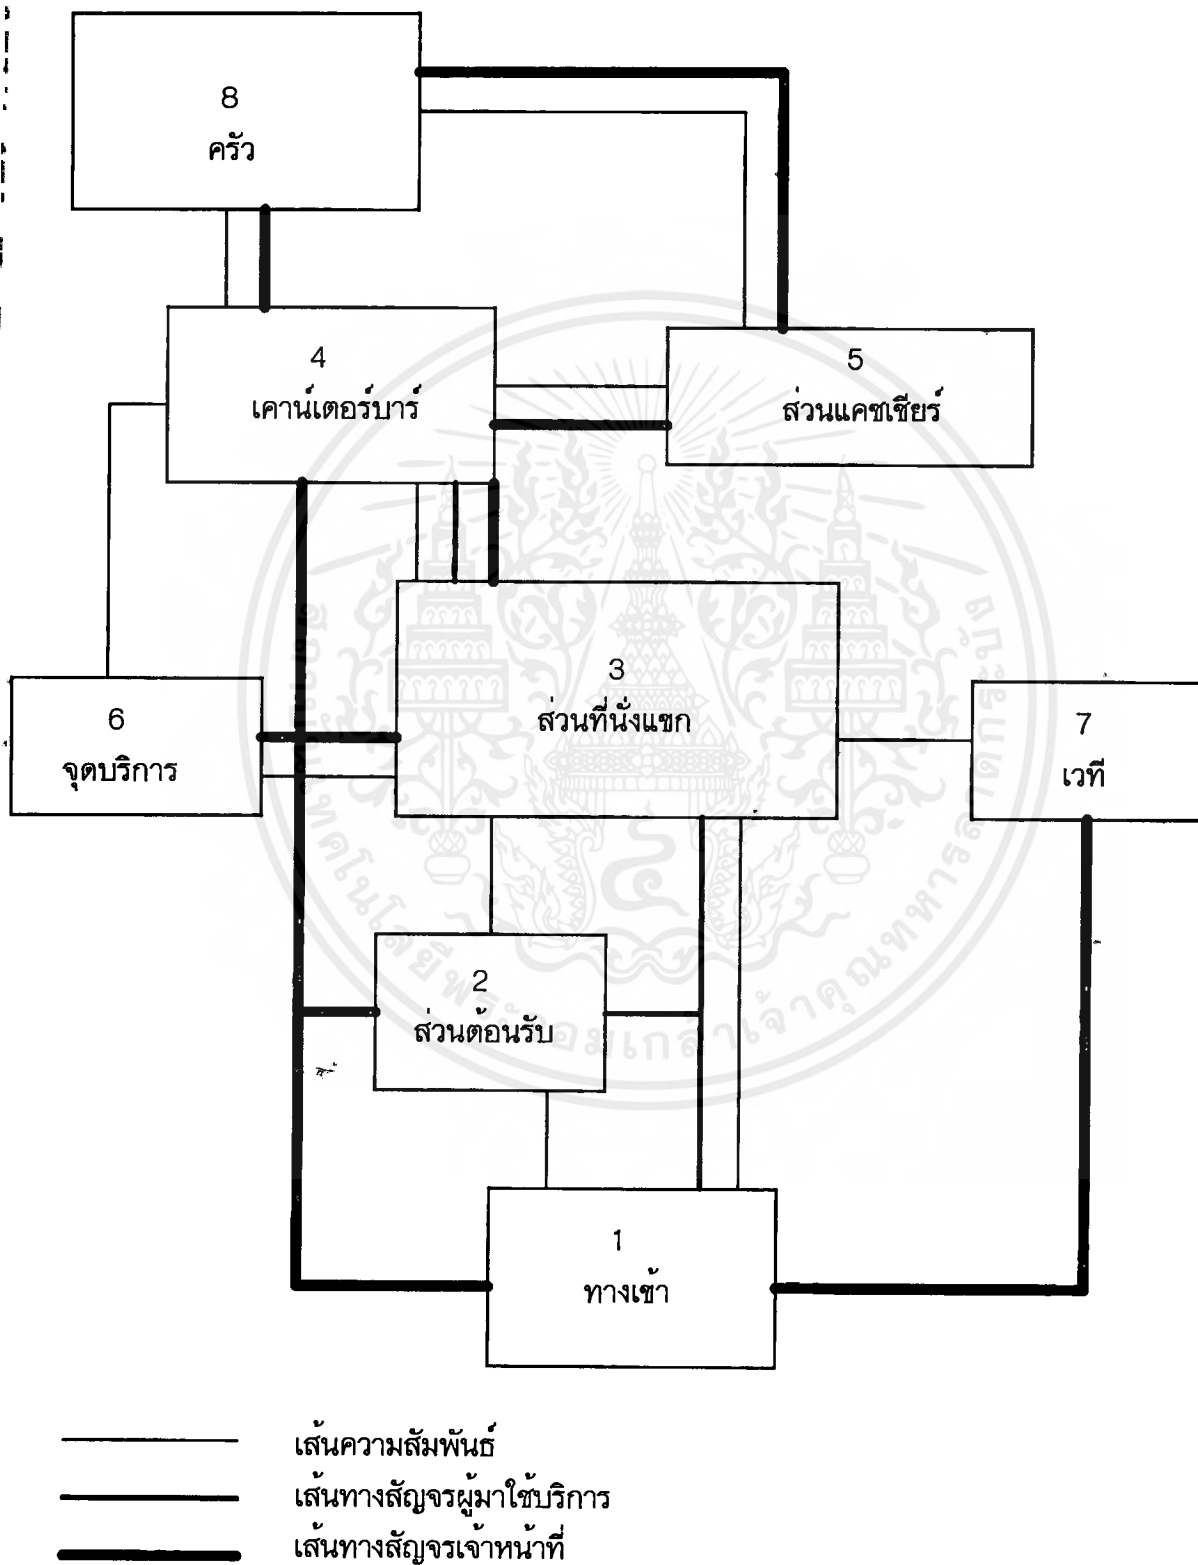 8
ครัว
4
เคาน์เตอร์บาร์
5
ส่วนแคชเชียร์
3
ส่วนที่นั่งแขก
6
จุดบริการ
7
เวที
2
ส่วนต้อนรับ
1
ทางเข้า
เส้นความสัมพันธ์
เส้นทางสัญจรผู้มาใช้บริการ
เส้นทางสัญจรเจ้าหน้าที่